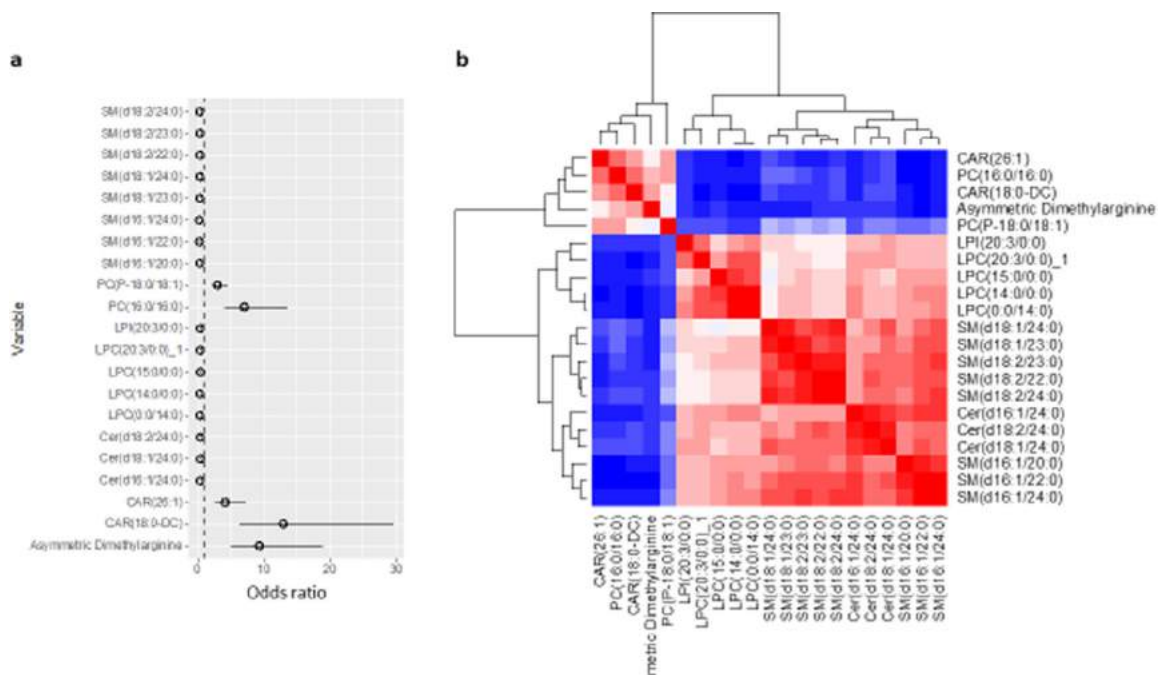 a
SM(d18:2/24:0)
SM(d18:2/23:0)
SM(d18:2/22:0)
SM(d18:1/24:0)
SM(d18:1/23:0)
SM(d16:1/24:0)
SM(d16:1/22:0)
SM(d16:1/20:0)
PC(P-18:0/18:1)
PC(16:0/16:0)
LPI(20:3/0:0)
LPC(20:3/0:0)_1
LPC(15:0/0:0)
LPC(14:0/0:0)
LPC(0:0/14:0)
Cer(d18:2/24:0)
Cer(d18:1/24:0)
Cer(d16:1/24:0)
CAR(26:1)
CAR(18:0-DC)
Asymmetric Dimethylarginine
Variable
0 10 20 30
Odds ratio
b
CAR(26:1)
PC(16:0/16:0)
CAR(18:0-DC)
Asymmetric Dimethylarginine
PC(P-18:0/18:1)
LPI(20:3/0:0)
LPC(20:3/0:0)_1
LPC(15:0/0:0)
LPC(14:0/0:0)
LPC(0:0/14:0)
SM(d18:1/24:0)
SM(d18:1/23:0)
SM(d18:2/23:0)
SM(d18:2/22:0)
SM(d18:2/24:0)
Cer(d16:1/24:0)
Cer(d18:2/24:0)
Cer(d18:1/24:0)
SM(d16:1/20:0)
SM(d16:1/22:0)
SM(d16:1/24:0)
CAR(26:1)
PC(16:0/16:0)
CAR(18:0-DC)
metric Dimethylarginine
PC(P-18:0/18:1)
LPI(20:3/0:0)
LPC(20:3/0:0)_1
LPC(15:0/0:0)
LPC(14:0/0:0)
LPC(0:0/14:0)
SM(d18:1/24:0)
SM(d18:1/23:0)
SM(d18:2/23:0)
SM(d18:2/22:0)
SM(d18:2/24:0)
Cer(d16:1/24:0)
Cer(d18:2/24:0)
Cer(d18:1/24:0)
SM(d16:1/20:0)
SM(d16:1/22:0)
SM(d16:1/24:0)